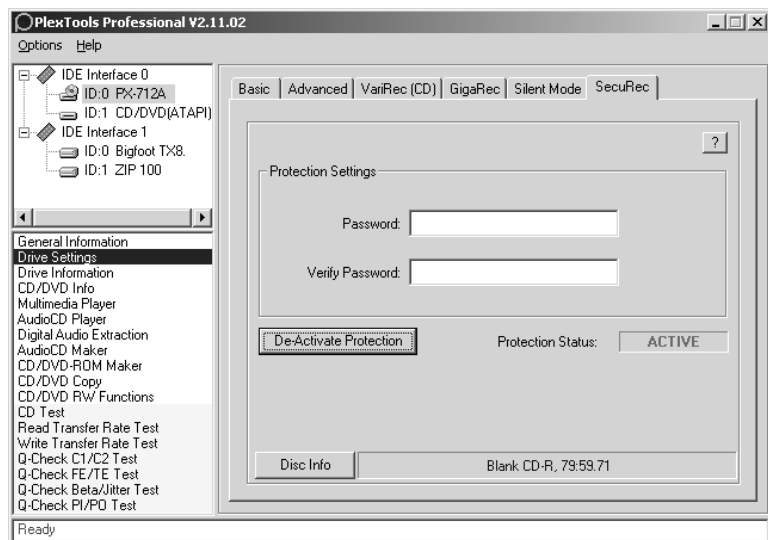 PlexTools Professional V2.11.02
Options Help
IDE Interface 0
ID:0 PX-712A
ID:1 CD/DVD(ATAPI)
IDE Interface 1
ID:0 Bigfoot TX8.
ID:1 ZIP 100
General Information
Drive Settings
Drive Information
CD/DVD Info
Multimedia Player
AudioCD Player
Digital Audio Extraction
AudioCD Maker
CD/DVD-ROM Maker
CD/DVD Copy
CD/DVD RW Functions
CD Test
Read Transfer Rate Test
Write Transfer Rate Test
Q-Check C1/C2 Test
Q-Check FE/TE Test
Q-Check Beta/Jitter Test
Q-Check PI/PO Test
Basic Advanced VariRec (CD) GigaRec Silent Mode SecuRec
?
Protection Settings
Password:
Verify Password:
De-Activate Protection Protection Status: ACTIVE
Disc Info Blank CD-R, 79:59.71
Ready